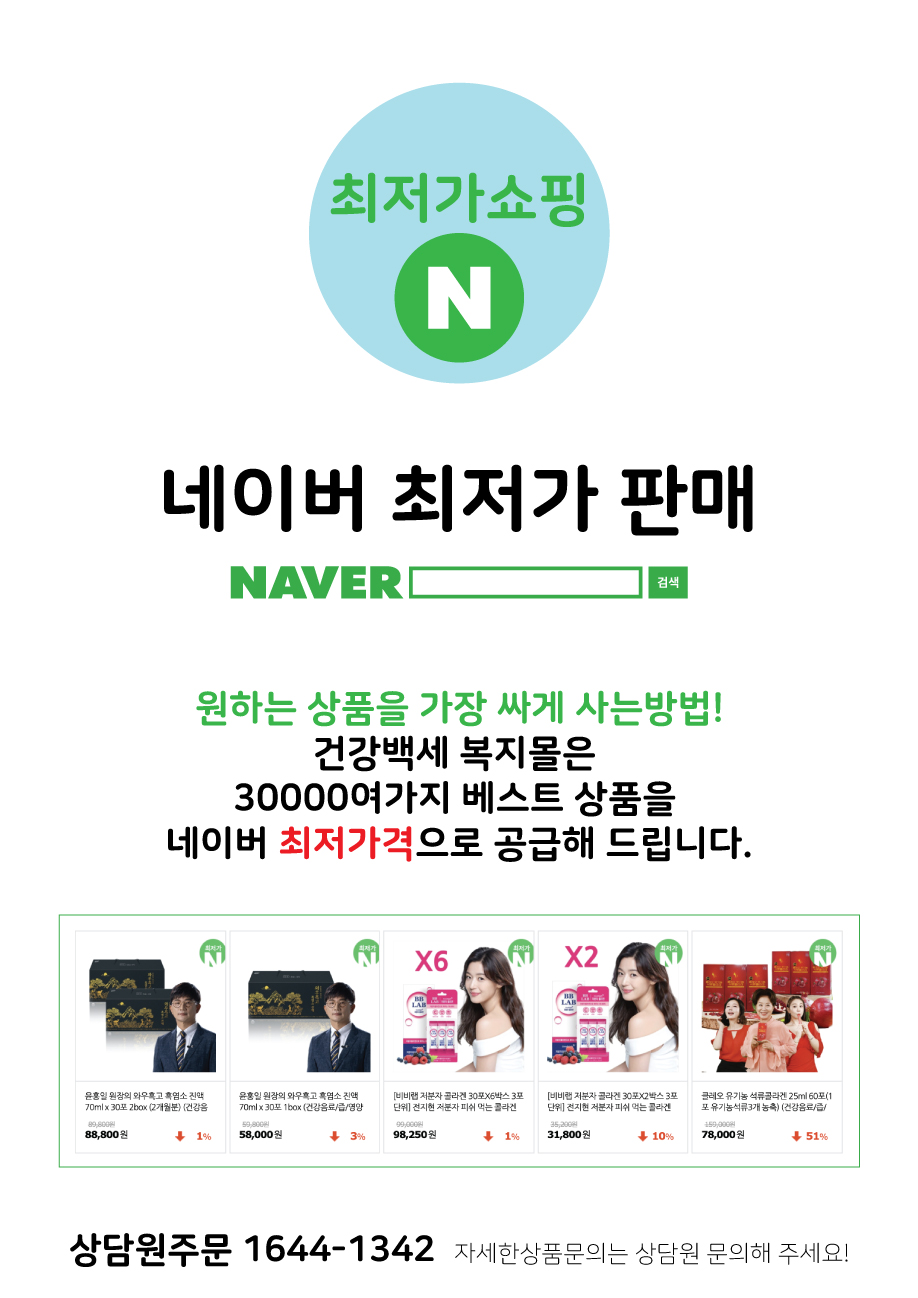 최저가쇼핑
N
네이버 최저가 판매
NAVER 검색
원하는 상품을 가장 싸게 사는방법!
건강백세 복지몰은
30000여가지 베스트 상품을
네이버 최저가격으로 공급해 드립니다.
최저가
N
윤홍일 원장의 와우흑고 흑염소 진액
70ml x 30포 2box (2개월분) (건강음
89,800원
88,800원 1%
최저가
N
윤홍일 원장의 와우흑고 흑염소 진액
70ml x 30포 1box (건강음료/즙/영양
59,800원
58,000원 3%
X6
최저가
N
BB
LAB
[비비랩 저분자 콜라겐 30포X6박스 3포
단위] 전지현 저분자 피쉬 먹는 콜라겐
99,000원
98,250원 1%
X2
최저가
N
BB
LAB
[비비랩 저분자 콜라겐 30포X2박스 3포
단위] 전지현 저분자 피쉬 먹는 콜라겐
35,200원
31,800원 10%
최저가
N
클레오 유기농 석류콜라겐 25ml 60포(1
포 유기농석류3개 농축) (건강음료/즙/
159,000원
78,000원 51%
상담원주문 1644-1342 자세한상품문의는 상담원 문의해 주세요!